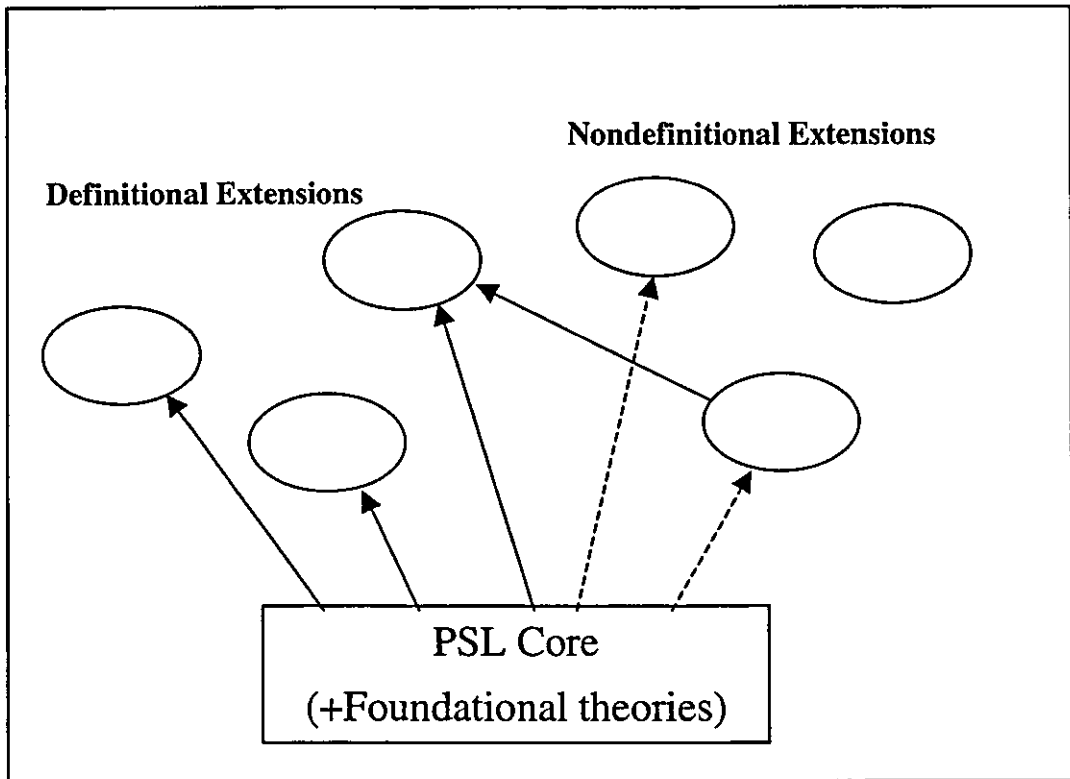 Nondefinitional Extensions
Definitional Extensions
PSL Core
(+Foundational theories)